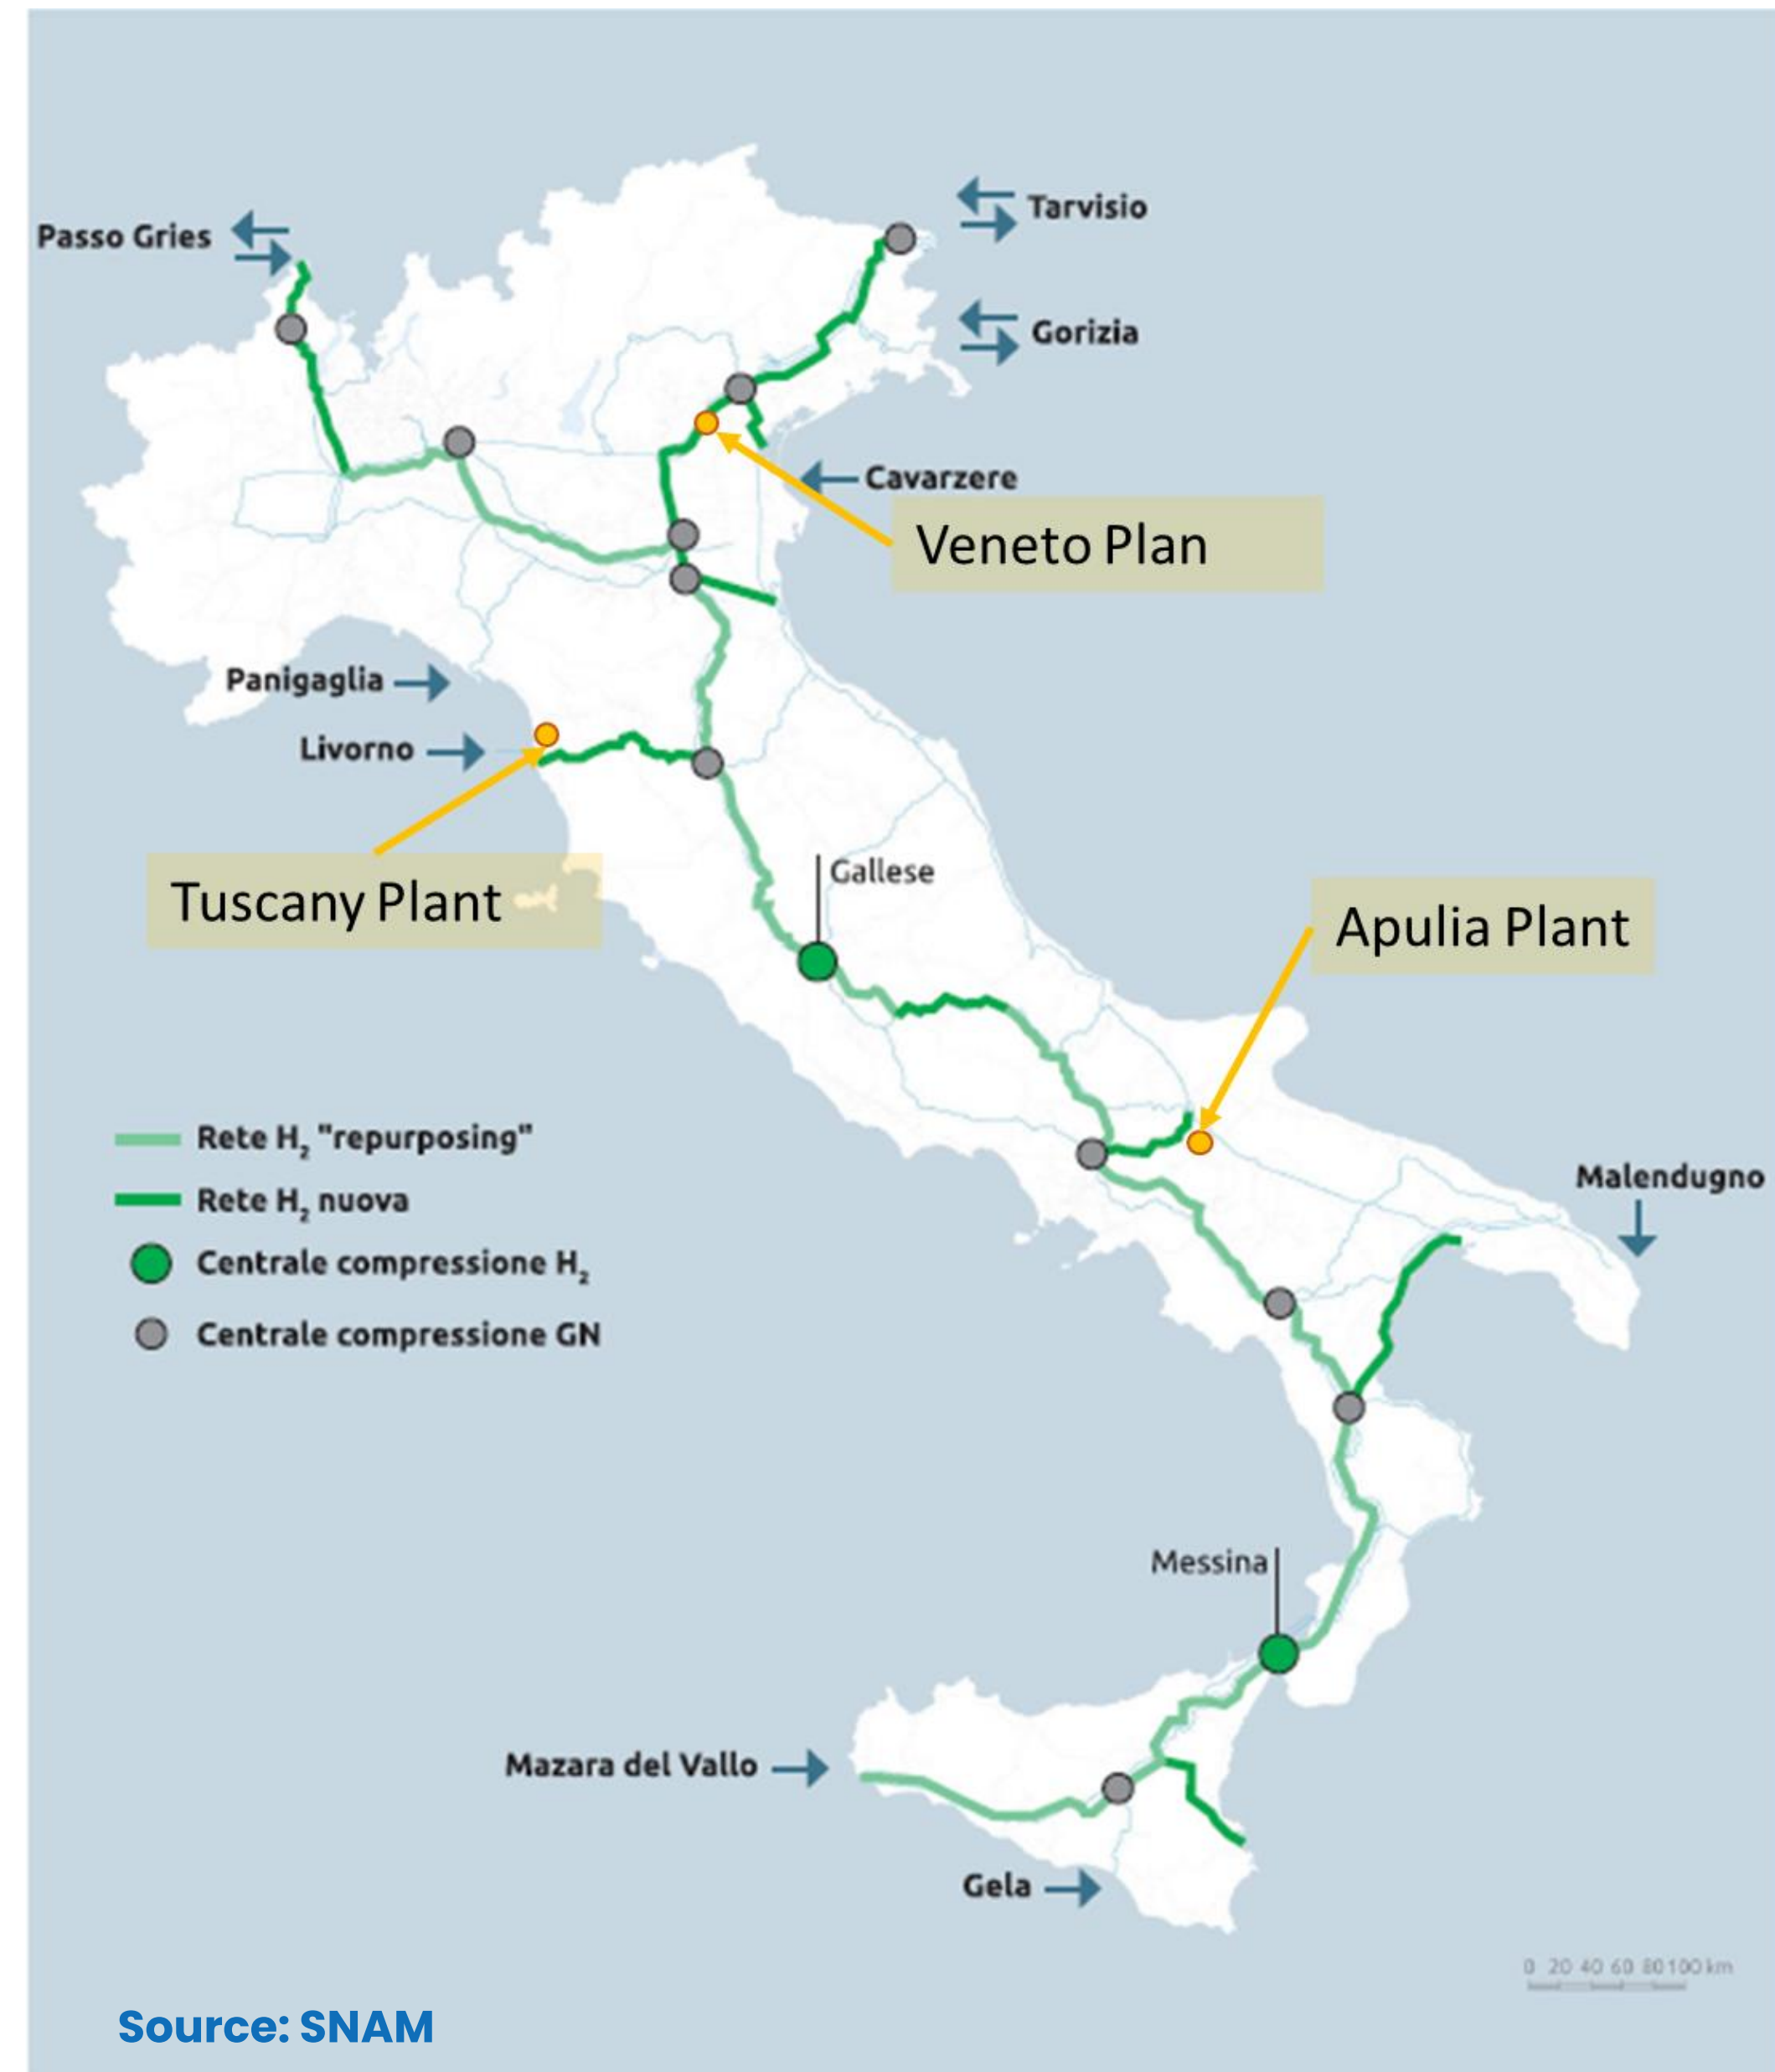 Tarvisio
Passo Gries
Gorizia
Cavarzere
Veneto Plan
Panigaglia
Livorno
Gallese
Tuscany Plant
Apulia Plant
Rete H₂ "repurposing"
Malendugno
Rete H₂ nuova
Centrale compressione H₂
Centrale compressione GN
Messina
Mazara del Vallo
Gela
0 20 40 60 80 100 km
Source: SNAM